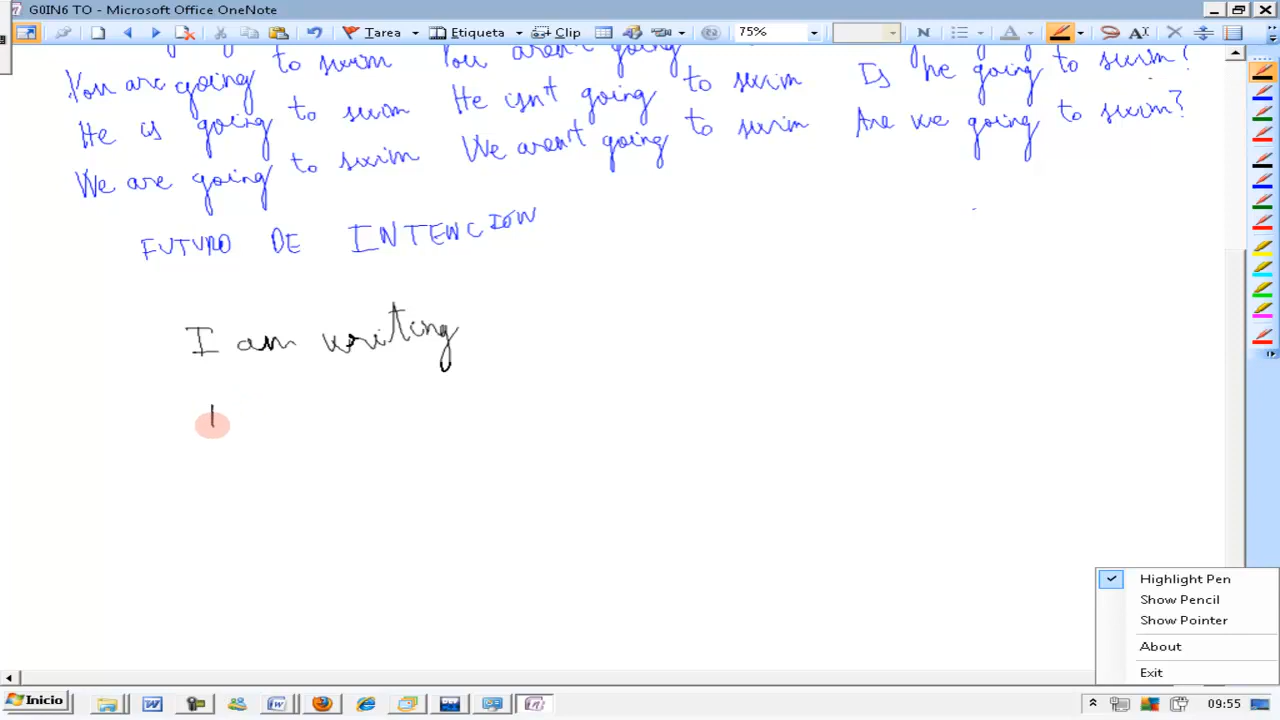 GOIN6 TO - Microsoft Office OneNote
Tarea Etiqueta Clip 75% N A
to swim You aren't going
You are going to swim He isn't going to swim Is he going to swim?
He is going to swim We aren't going to swim Are we going to swim?
We are going
FUTURO DE INTENCION
I am writing
Highlight Pen
Show Pencil
Show Pointer
About
Exit
Inicio 09:55